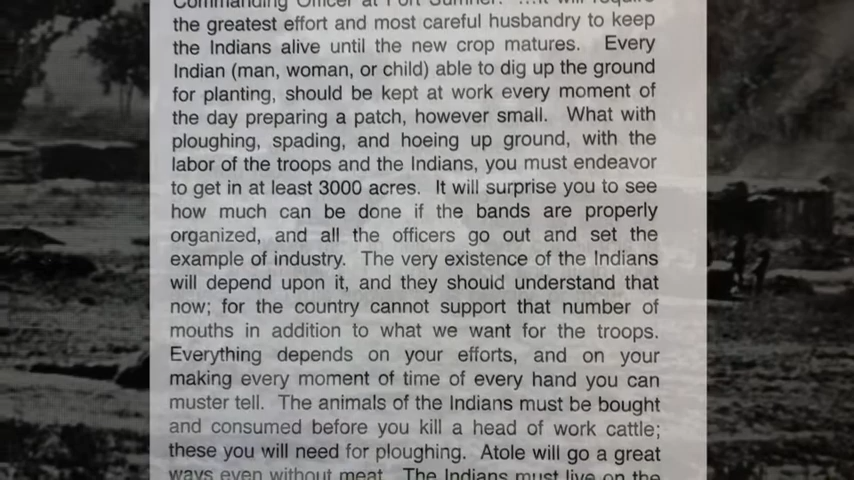 Commanding Officer at Fort Sumner: ...It will require
the greatest effort and most careful husbandry to keep
the Indians alive until the new crop matures. Every
Indian (man, woman, or child) able to dig up the ground
for planting, should be kept at work every moment of
the day preparing a patch, however small. What with
ploughing, spading, and hoeing up ground, with the
labor of the troops and the Indians, you must endeavor
to get in at least 3000 acres. It will surprise you to see
how much can be done if the bands are properly
organized, and all the officers go out and set the
example of industry. The very existence of the Indians
will depend upon it, and they should understand that
now; for the country cannot support that number of
mouths in addition to what we want for the troops.
Everything depends on your efforts, and on your
making every moment of time of every hand you can
muster tell. The animals of the Indians must be bought
and consumed before you kill a head of work cattle;
these you will need for ploughing. Atole will go a great
ways even without meat. The Indians must live on the